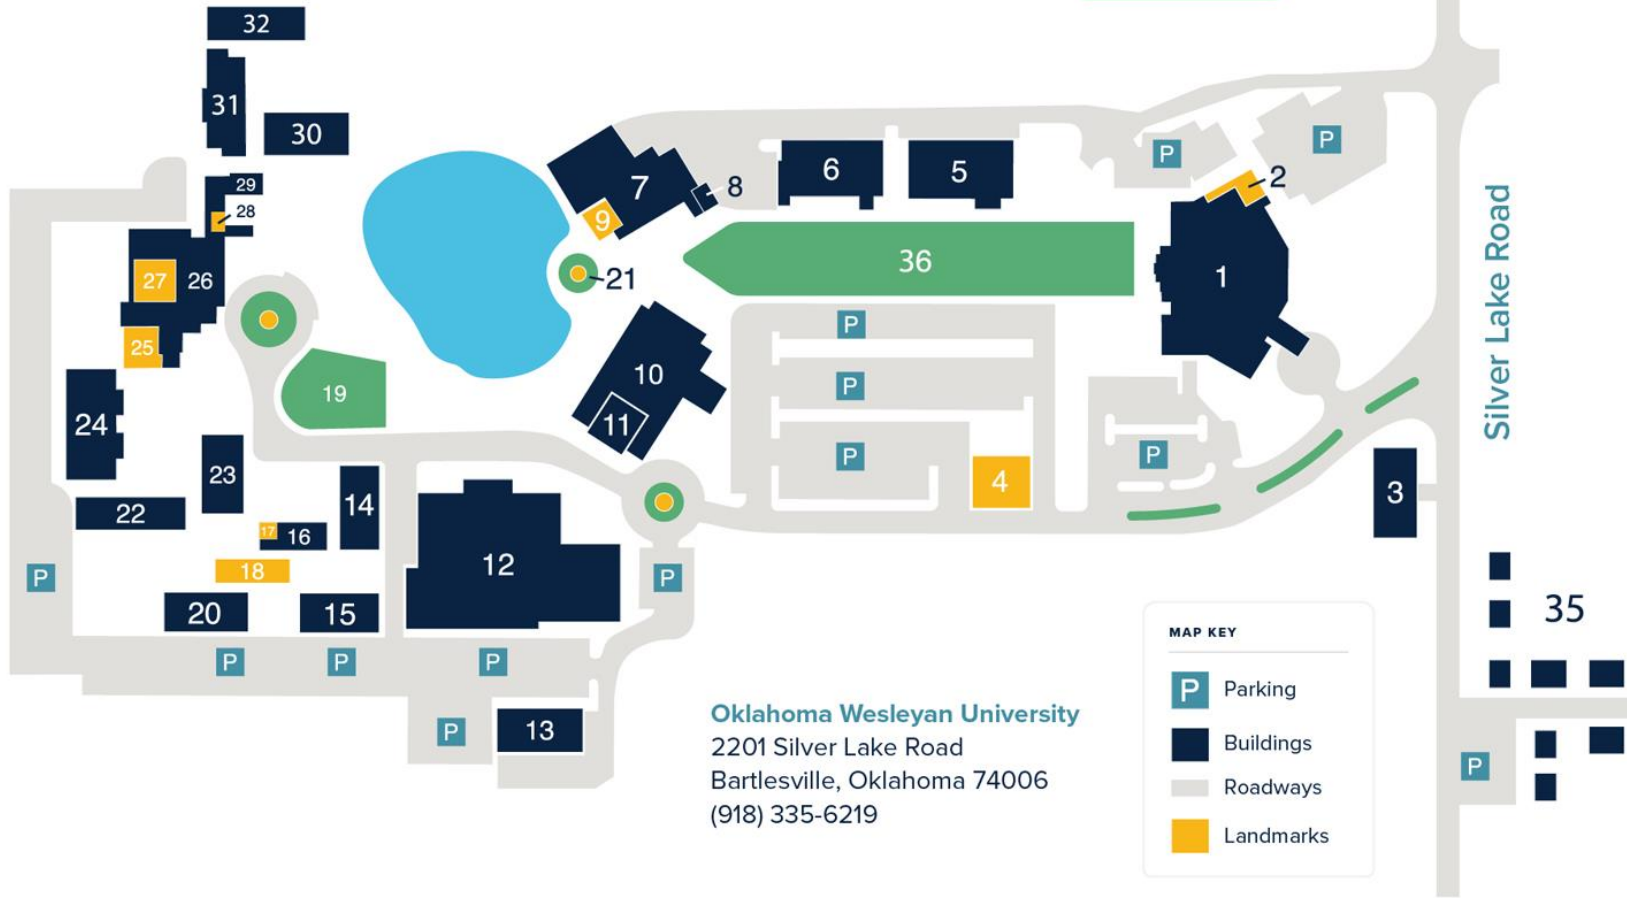 32
31
30
29
28
27
26
25
24
23
22
14
17
16
18
20
15
19
12
13
7
8
9
21
10
11
6
5
36
2
1
4
3
35
P
P
P
P
P
P
P
P
P
P
P
P
P
Silver Lake Road
Oklahoma Wesleyan University
2201 Silver Lake Road
Bartlesville, Oklahoma 74006
(918) 335-6219
MAP KEY
P Parking
Buildings
Roadways
Landmarks